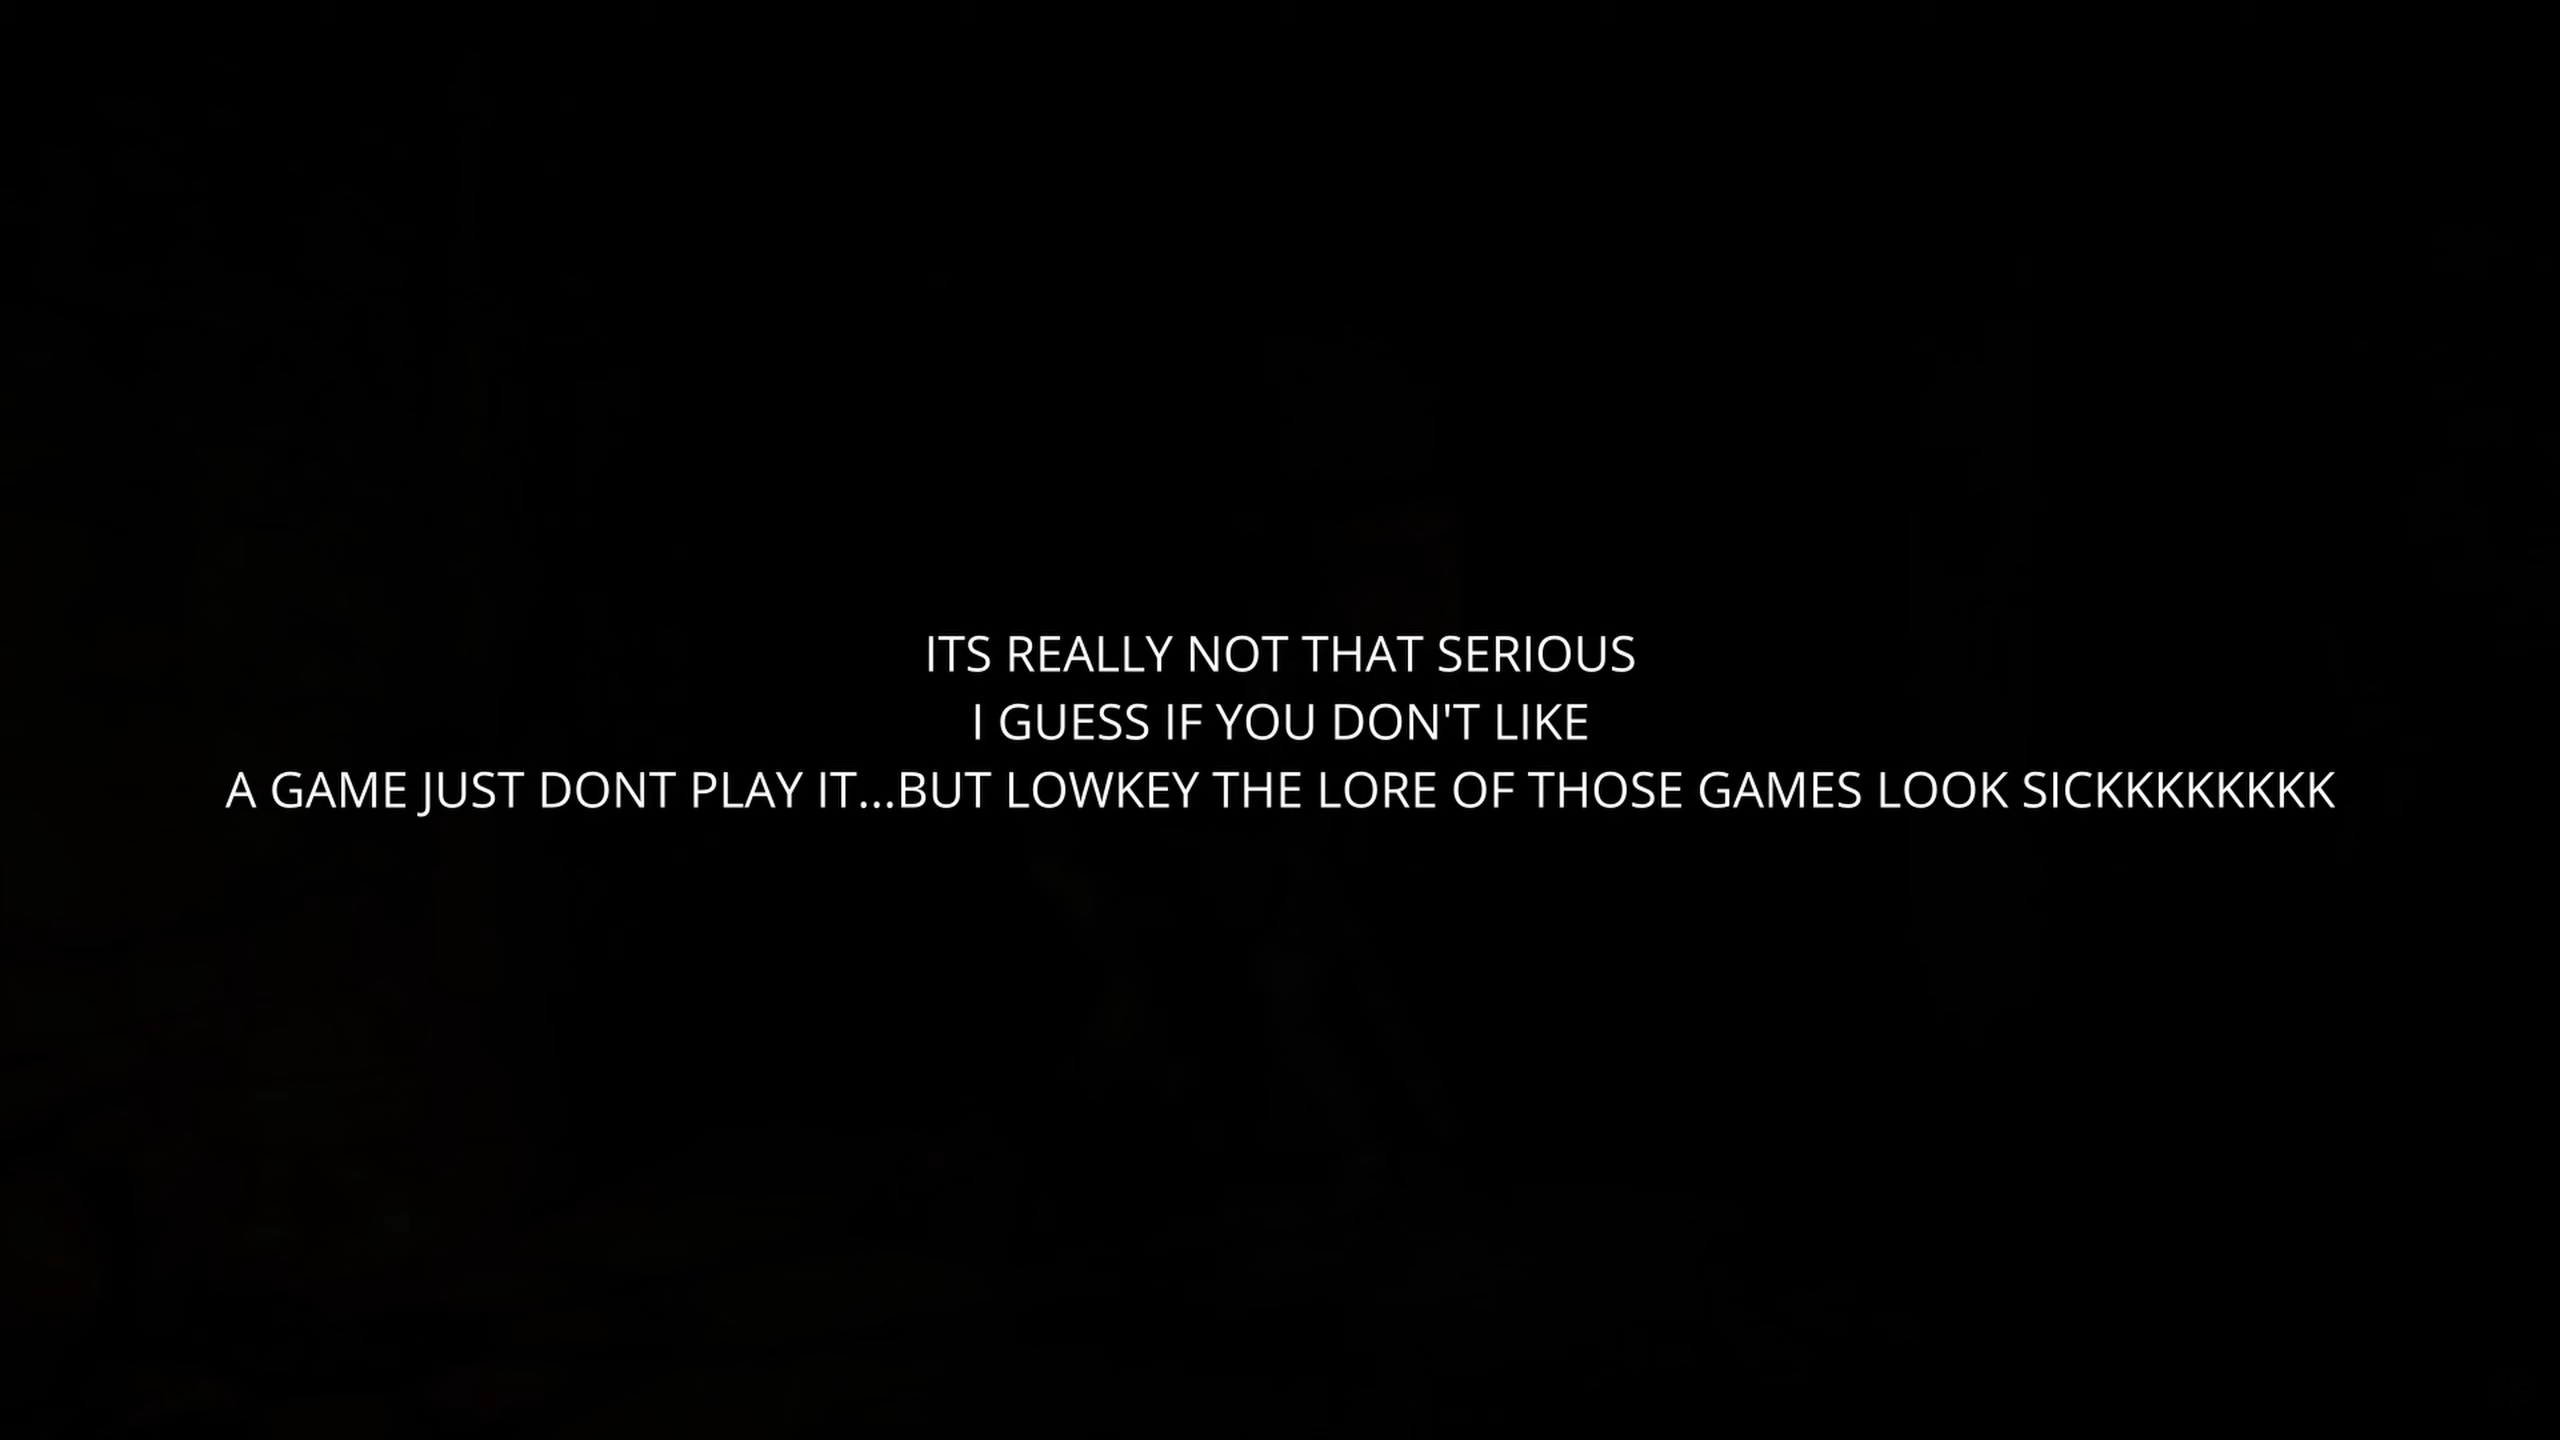 ITS REALLY NOT THAT SERIOUS
I GUESS IF YOU DON'T LIKE
A GAME JUST DONT PLAY IT...BUT LOWKEY THE LORE OF THOSE GAMES LOOK SICKKKKKKKK